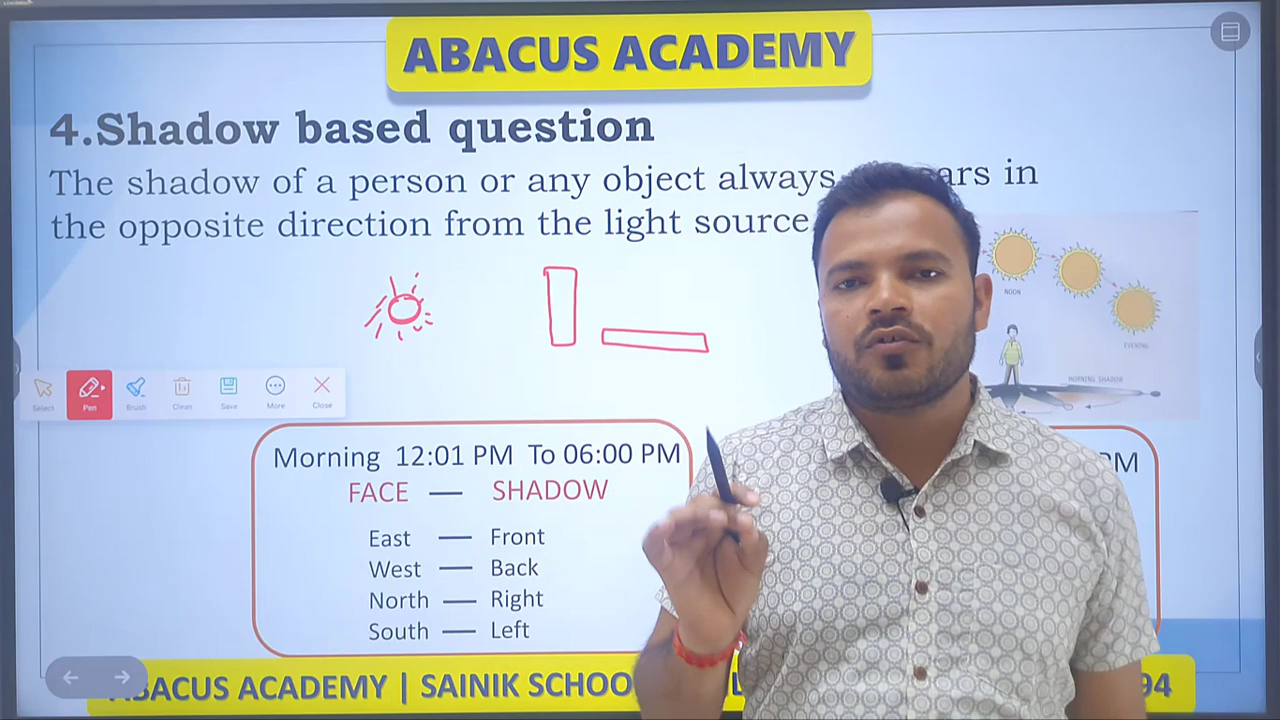 ABACUS ACADEMY
4.Shadow based question
The shadow of a person or any object always in
the opposite direction from the light source
NOON
EVENING
MORNING SHADOW
Select Pen Brush Clean Save More Close
Morning 12:01 PM To 06:00 PM
PM
FACE — SHADOW
East — Front
West — Back
North — Right
South — Left
ABACUS ACADEMY | SAINIK 94